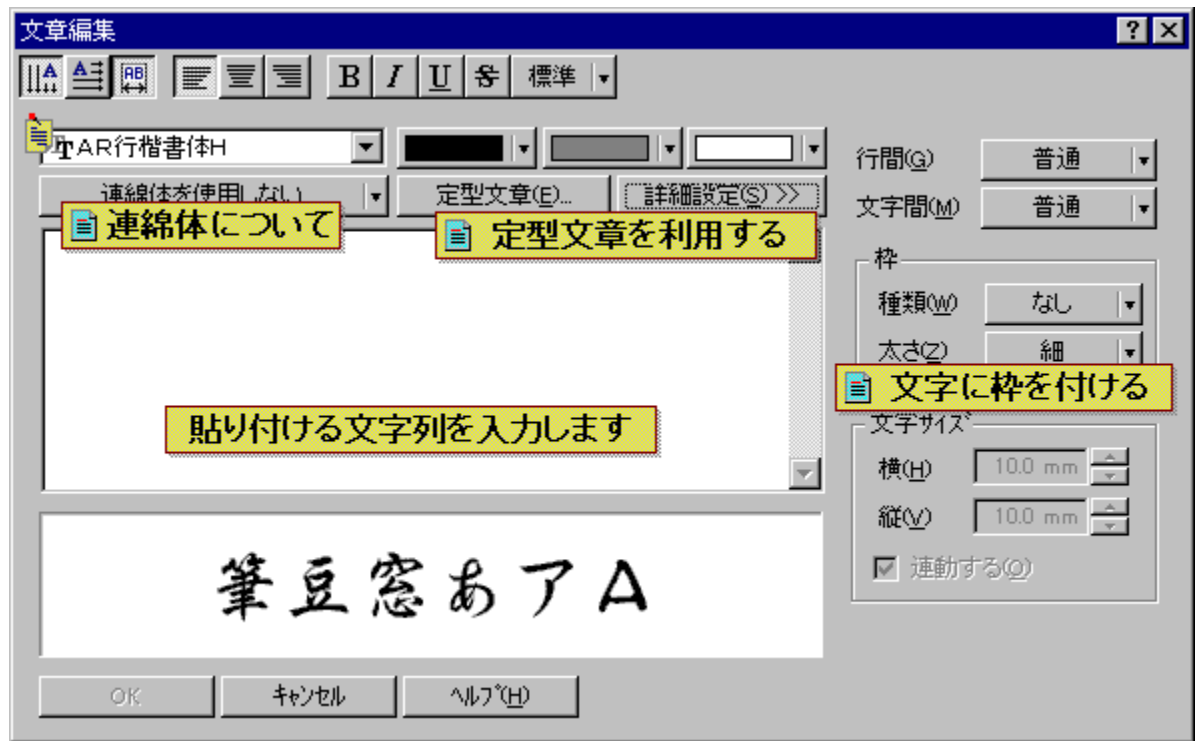 文章編集
A A AB B I U S 標準
AR行楷書体H
連綿体を使用しない 定型文章(E)... 詳細設定(S) >>
連綿体について
定型文章を利用する
貼り付ける文字列を入力します
筆豆窓あアA
行間(G) 普通
文字間(M) 普通
枠
種類(W) なし
太さ(Z) 細
文字に枠を付ける
文字サイズ
横(H) 10.0 mm
縦(V) 10.0 mm
連動する(O)
OK キャンセル ヘルプ(H)